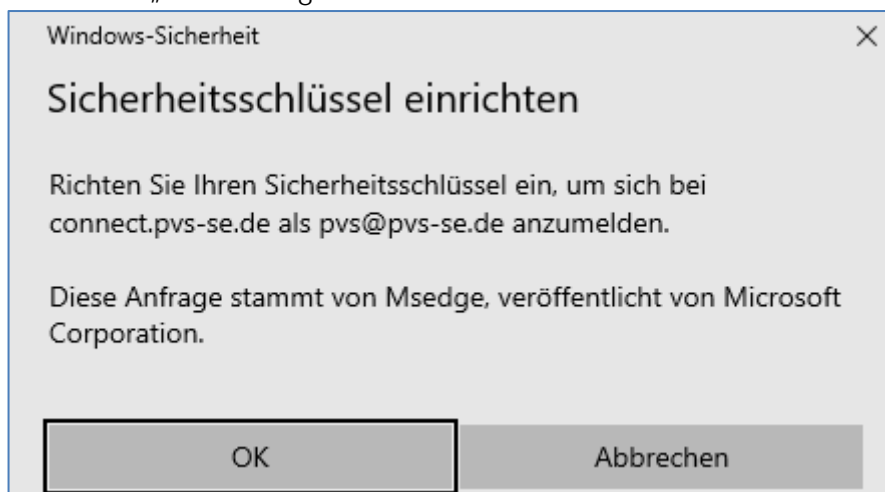 Windows-Sicherheit
Sicherheitsschlüssel einrichten
Richten Sie Ihren Sicherheitsschlüssel ein, um sich bei
connect.pvs-se.de als pvs@pvs-se.de anzumelden.
Diese Anfrage stammt von Msedge, veröffentlicht von Microsoft
Corporation.
OK Abbrechen